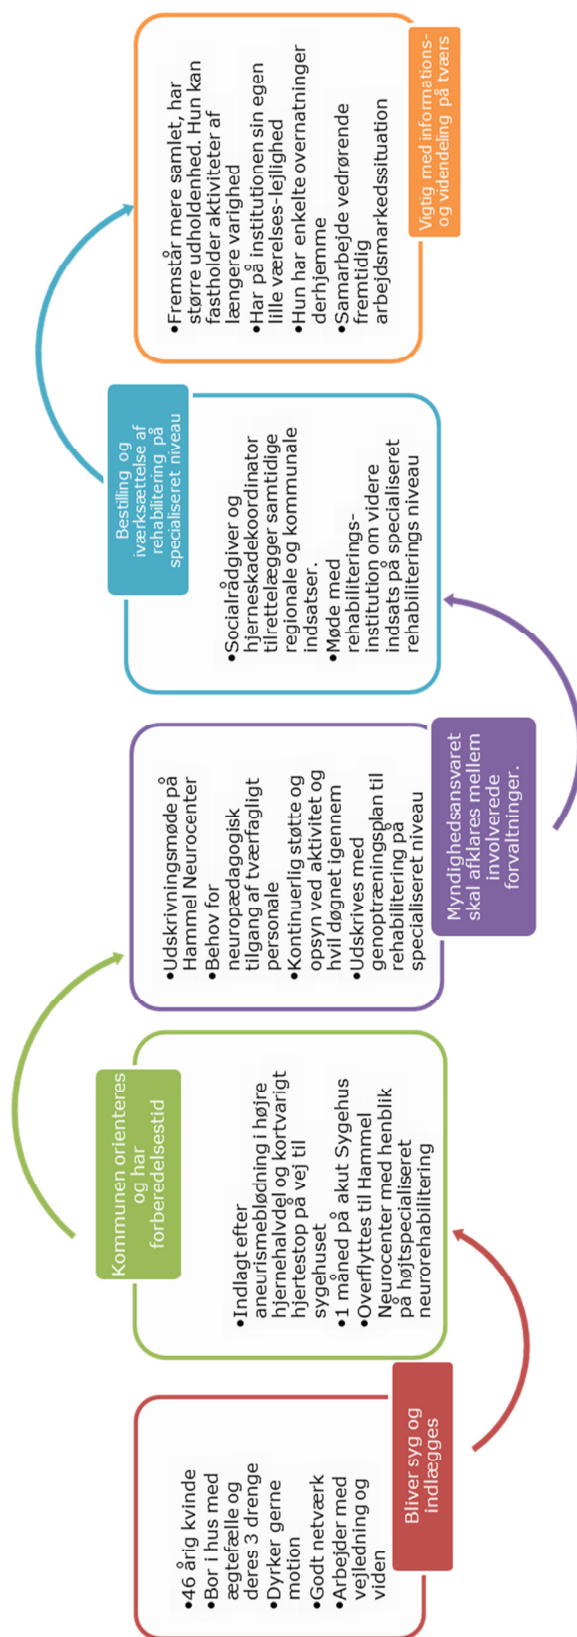 •46 årig kvinde
•Bor i hus med
ægtefælle og
deres 3 drenge
•Dyrker gerne
motion
•Godt netværk
•Arbejder med
vejledning og
viden
Bliver syg og
indlægges
Kommunen orienteres
og har
forberedelsestid
•Indlagt efter
aneurismeblødning i højre
hjernehalvdel og kortvarigt
hjertestop på vej til
sygehuset
•1 måned på akut Sygehus
•Overflyttes til Hammel
Neurocenter med henblik
på højtspecialiseret
neurorehabilitering
•Udskrivningsmøde på
Hammel Neurocenter
•Behov for
neuropædagogisk
tilgang af tværfagligt
personale
•Kontinuerlig støtte og
opsyn ved aktivitet og
hvil døgnet igennem
•Udskrives med
genoptræningsplan til
rehabilitering på
specialiseret niveau
Myndighedsansvaret
skal afklares mellem
involverede
forvaltninger.
Bestilling og
iværksættelse af
rehabilitering på
specialiseret niveau
•Socialrådgiver og
hjerneskadekoordinator
tilrettelægger samtidige
regionale og kommunale
indsatser.
•Møde med
rehabiliterings-
institution om videre
indsats på specialiseret
rehabiliterings niveau
•Fremstår mere samlet, har
større udholdenhed. Hun kan
fastholder aktiviteter af
længere varighed
•Har på institutionen sin egen
lille værelses-lejlighed
•Hun har enkelte overnatninger
derhjemme
•Samarbejde vedrørende
fremtidig
arbejdsmarkedssituation
Vigtig med informations-
og videndeling på tværs